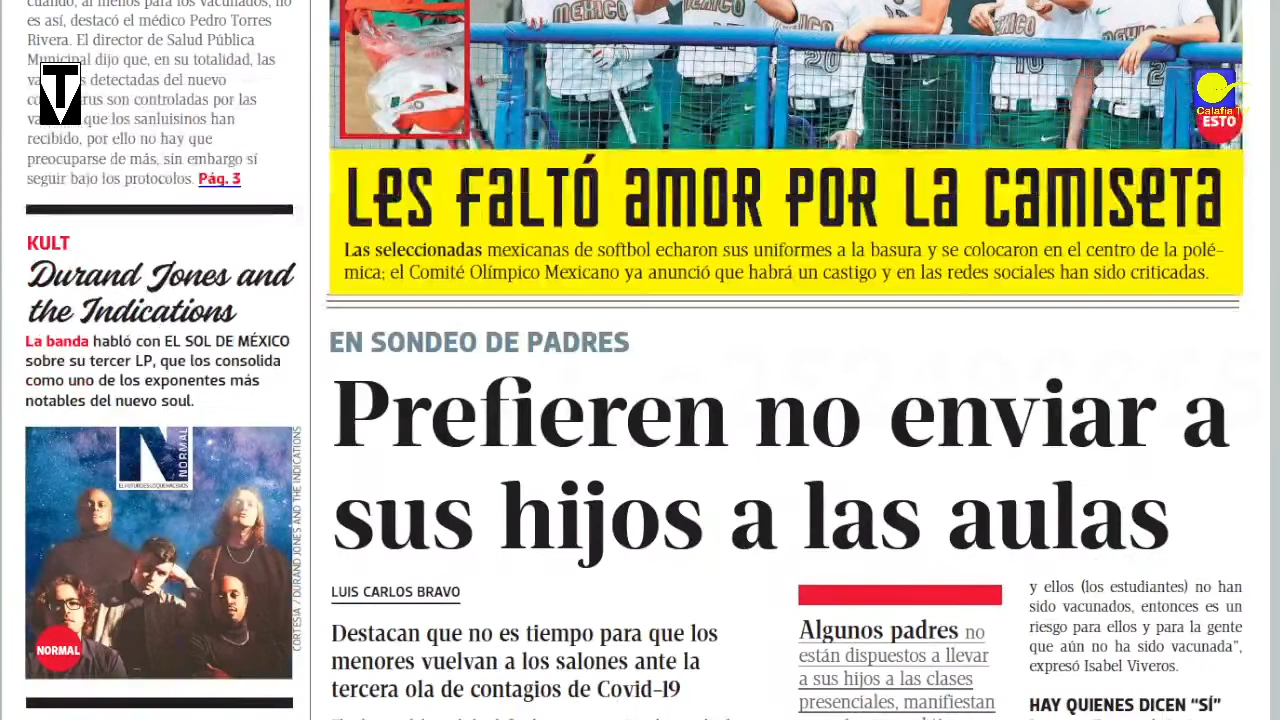 cuando, al menos para los vacunados, no
es así, destacó el médico Pedro Torres
Rivera. El director de Salud Pública
Municipal dijo que, en su totalidad, las
detectadas del nuevo
son controladas por las
que los sanluisinos han
recibido, por ello no hay que
preocuparse de más, sin embargo sí
seguir bajo los protocolos. Pág. 3
KULT
Durand Jones and
the Indications
La banda habló con EL SOL DE MÉXICO
sobre su tercer LP, que los consolida
como uno de los exponentes más
notables del nuevo soul.
N
NORMAL
CORTESÍA / DURAND JONES AND THE INDICATIONS
NORMAL
MEXICO
MEXICO
MEXICO
Calafia TV
ESTO
LES FALTÓ AMOR POR LA CAMISETA
Las seleccionadas mexicanas de softbol echaron sus uniformes a la basura y se colocaron en el centro de la polé-
mica; el Comité Olímpico Mexicano ya anunció que habrá un castigo y en las redes sociales han sido criticadas.
EN SONDEO DE PADRES
Prefieren no enviar a
sus hijos a las aulas
LUIS CARLOS BRAVO
Destacan que no es tiempo para que los
menores vuelvan a los salones ante la
tercera ola de contagios de Covid-19
Algunos padres no
están dispuestos a llevar
a sus hijos a las clases
presenciales, manifiestan
y ellos (los estudiantes) no han
sido vacunados, entonces es un
riesgo para ellos y para la gente
que aún no ha sido vacunada”,
expresó Isabel Viveros.
HAY QUIENES DICEN “SÍ”